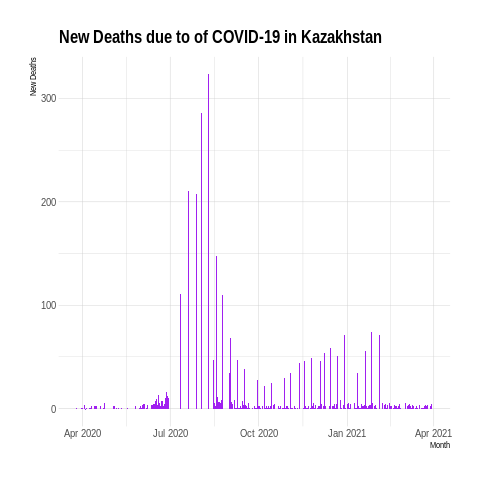 New Deaths due to of COVID-19 in Kazakhstan
New Deaths
300
200
100
0
Apr 2020 Jul 2020 Oct 2020 Jan 2021 Apr 2021
Month